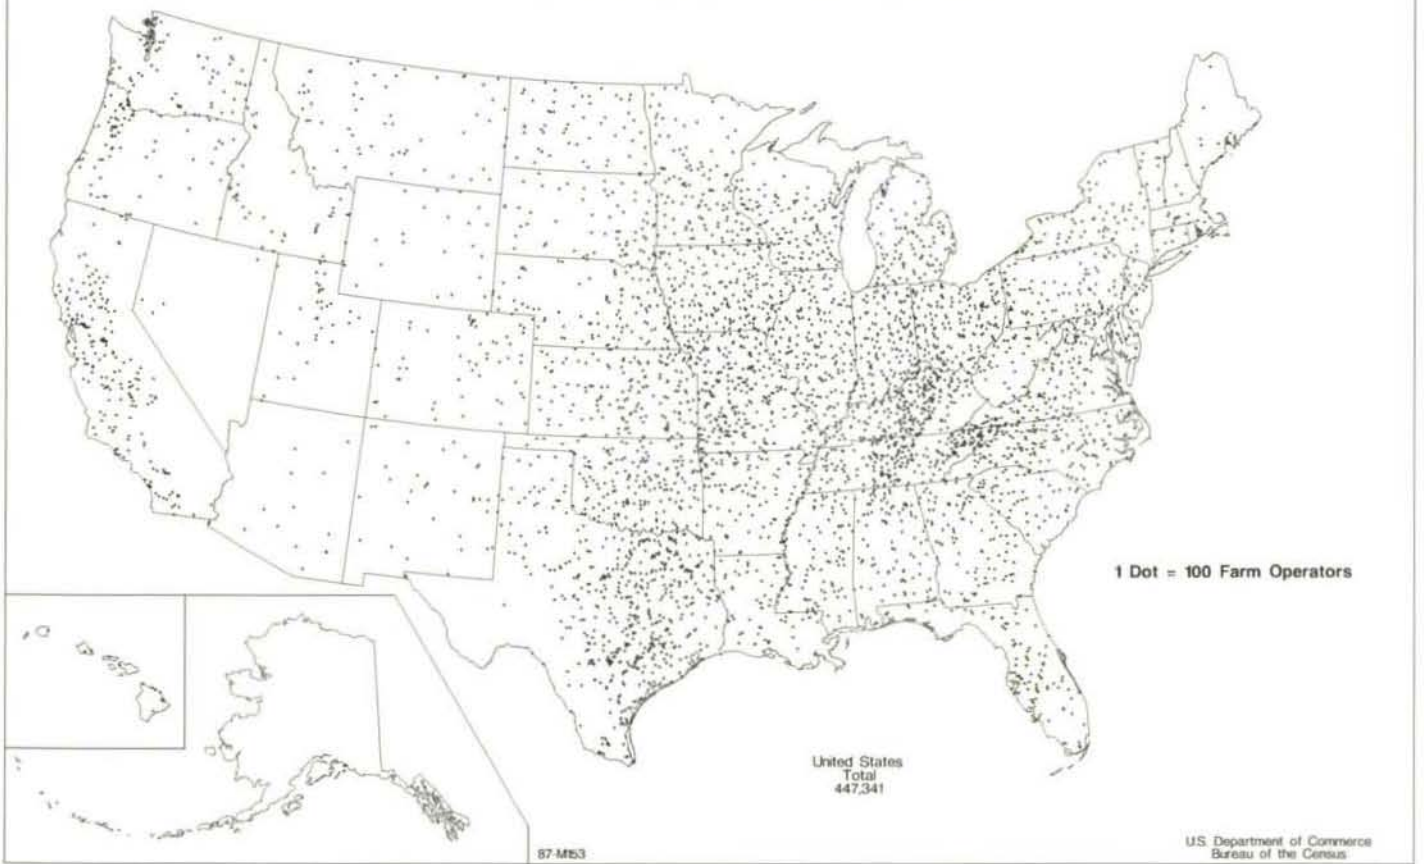 1 Dot = 100 Farm Operators
United States
Total
447,341
87-M153
U.S. Department of Commerce
Bureau of the Census